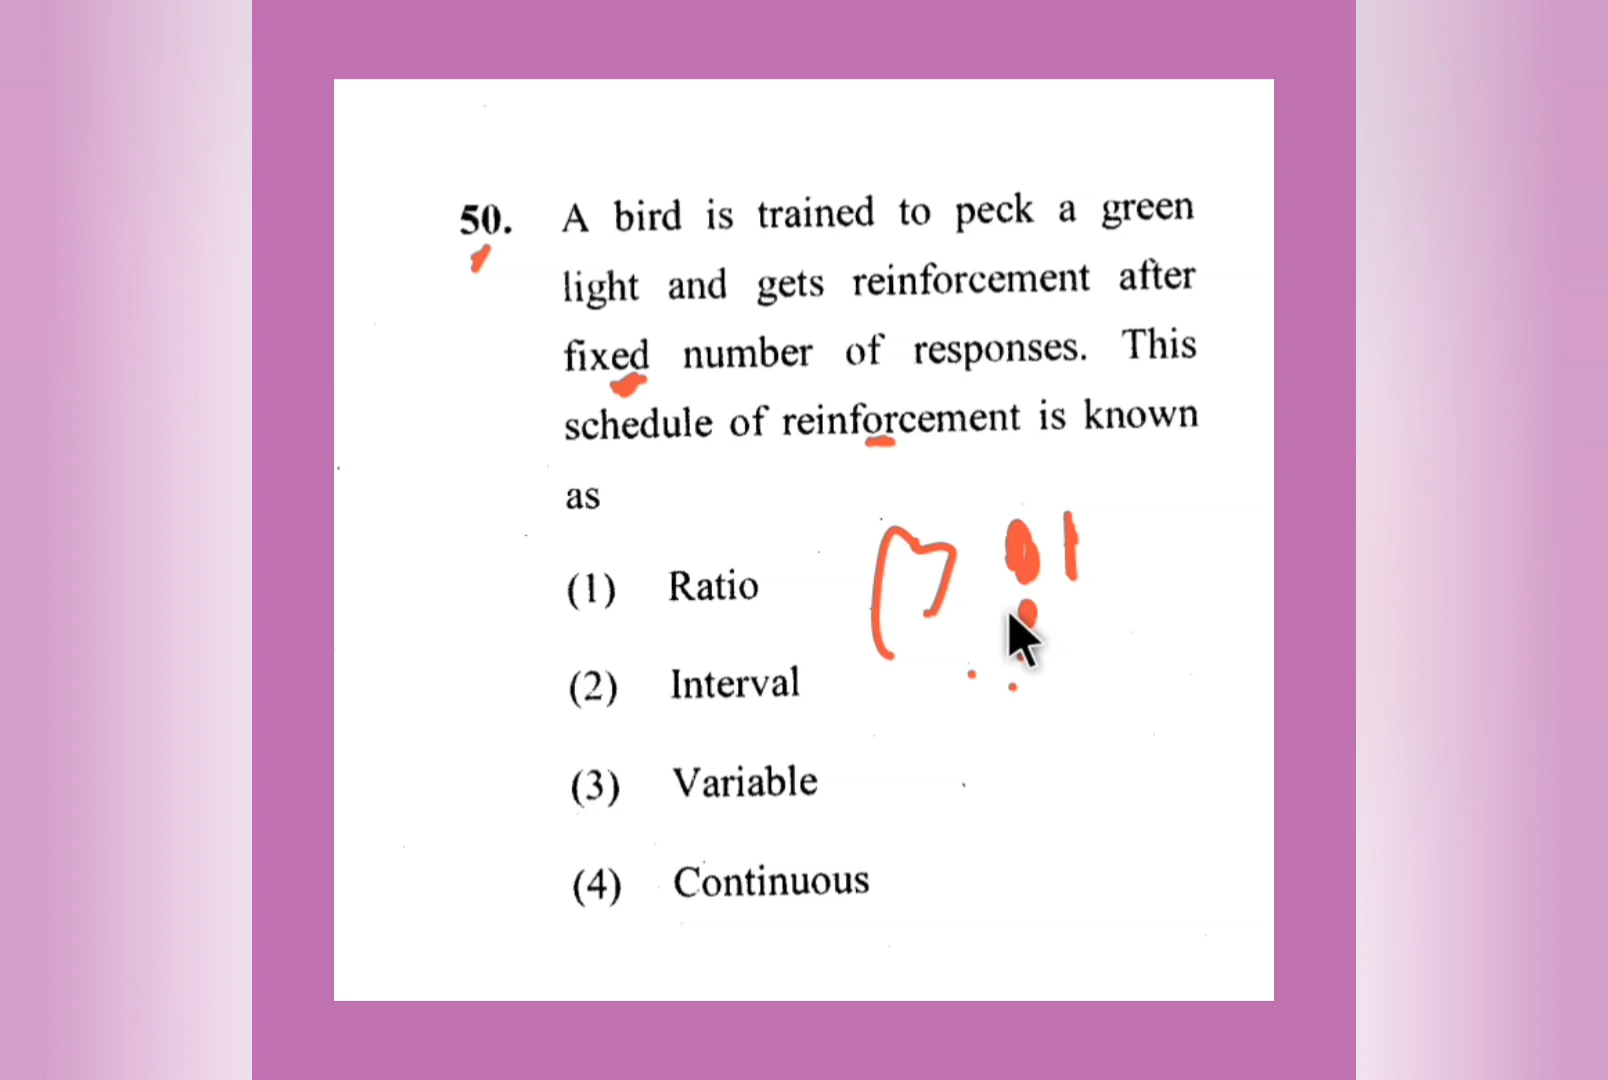 50. A bird is trained to peck a green
light and gets reinforcement after
fixed number of responses. This
schedule of reinforcement is known
as
(1) Ratio
(2) Interval
(3) Variable
(4) Continuous